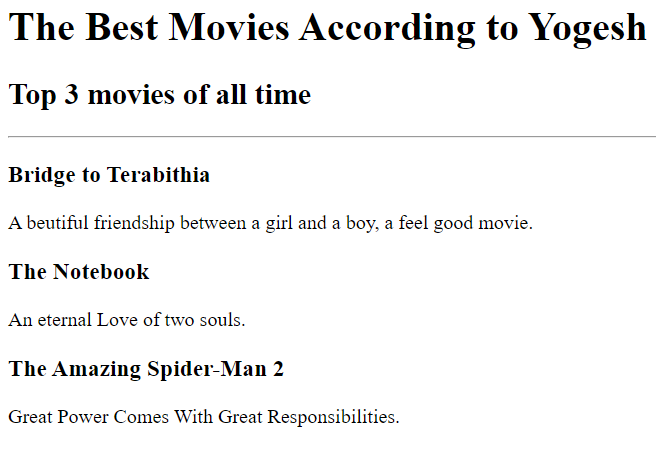 The Best Movies According to Yogesh
Top 3 movies of all time
Bridge to Terabithia
A beutiful friendship between a girl and a boy, a feel good movie.
The Notebook
An eternal Love of two souls.
The Amazing Spider-Man 2
Great Power Comes With Great Responsibilities.